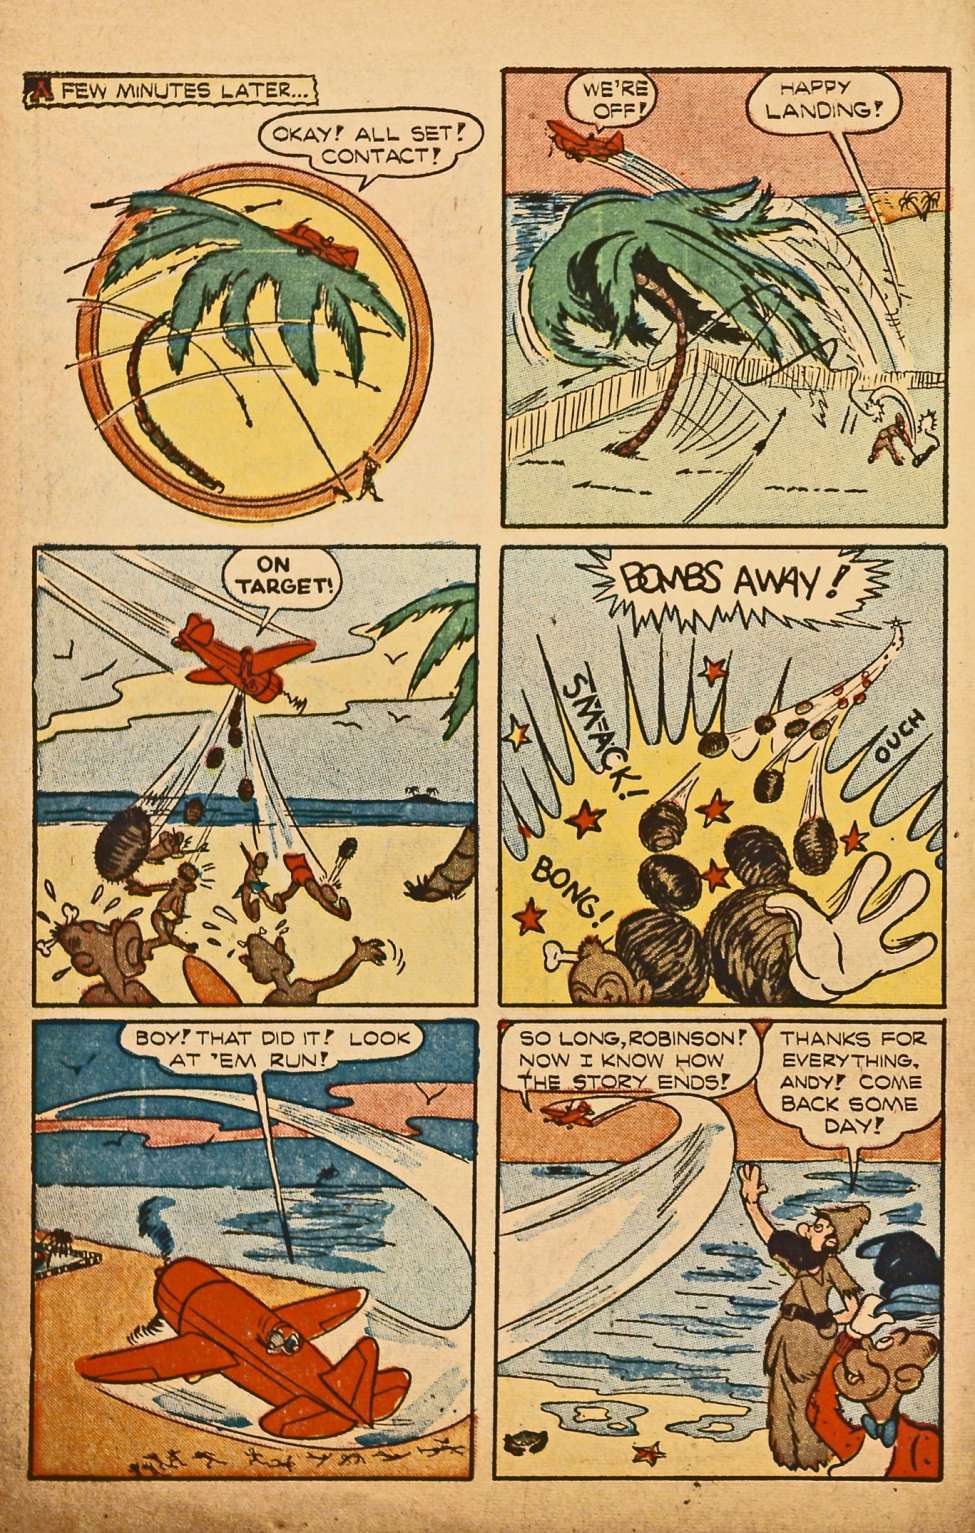 A FEW MINUTES LATER...
OKAY! ALL SET!
CONTACT!
WE'RE
OFF!
HAPPY
LANDING!
ON
TARGET!
BOMBS AWAY!
SMACK!
OUCH
BONG!
BOY! THAT DID IT! LOOK
AT 'EM RUN!
SO LONG, ROBINSON!
NOW I KNOW HOW
THE STORY ENDS!
THANKS FOR
EVERYTHING,
ANDY! COME
BACK SOME
DAY!